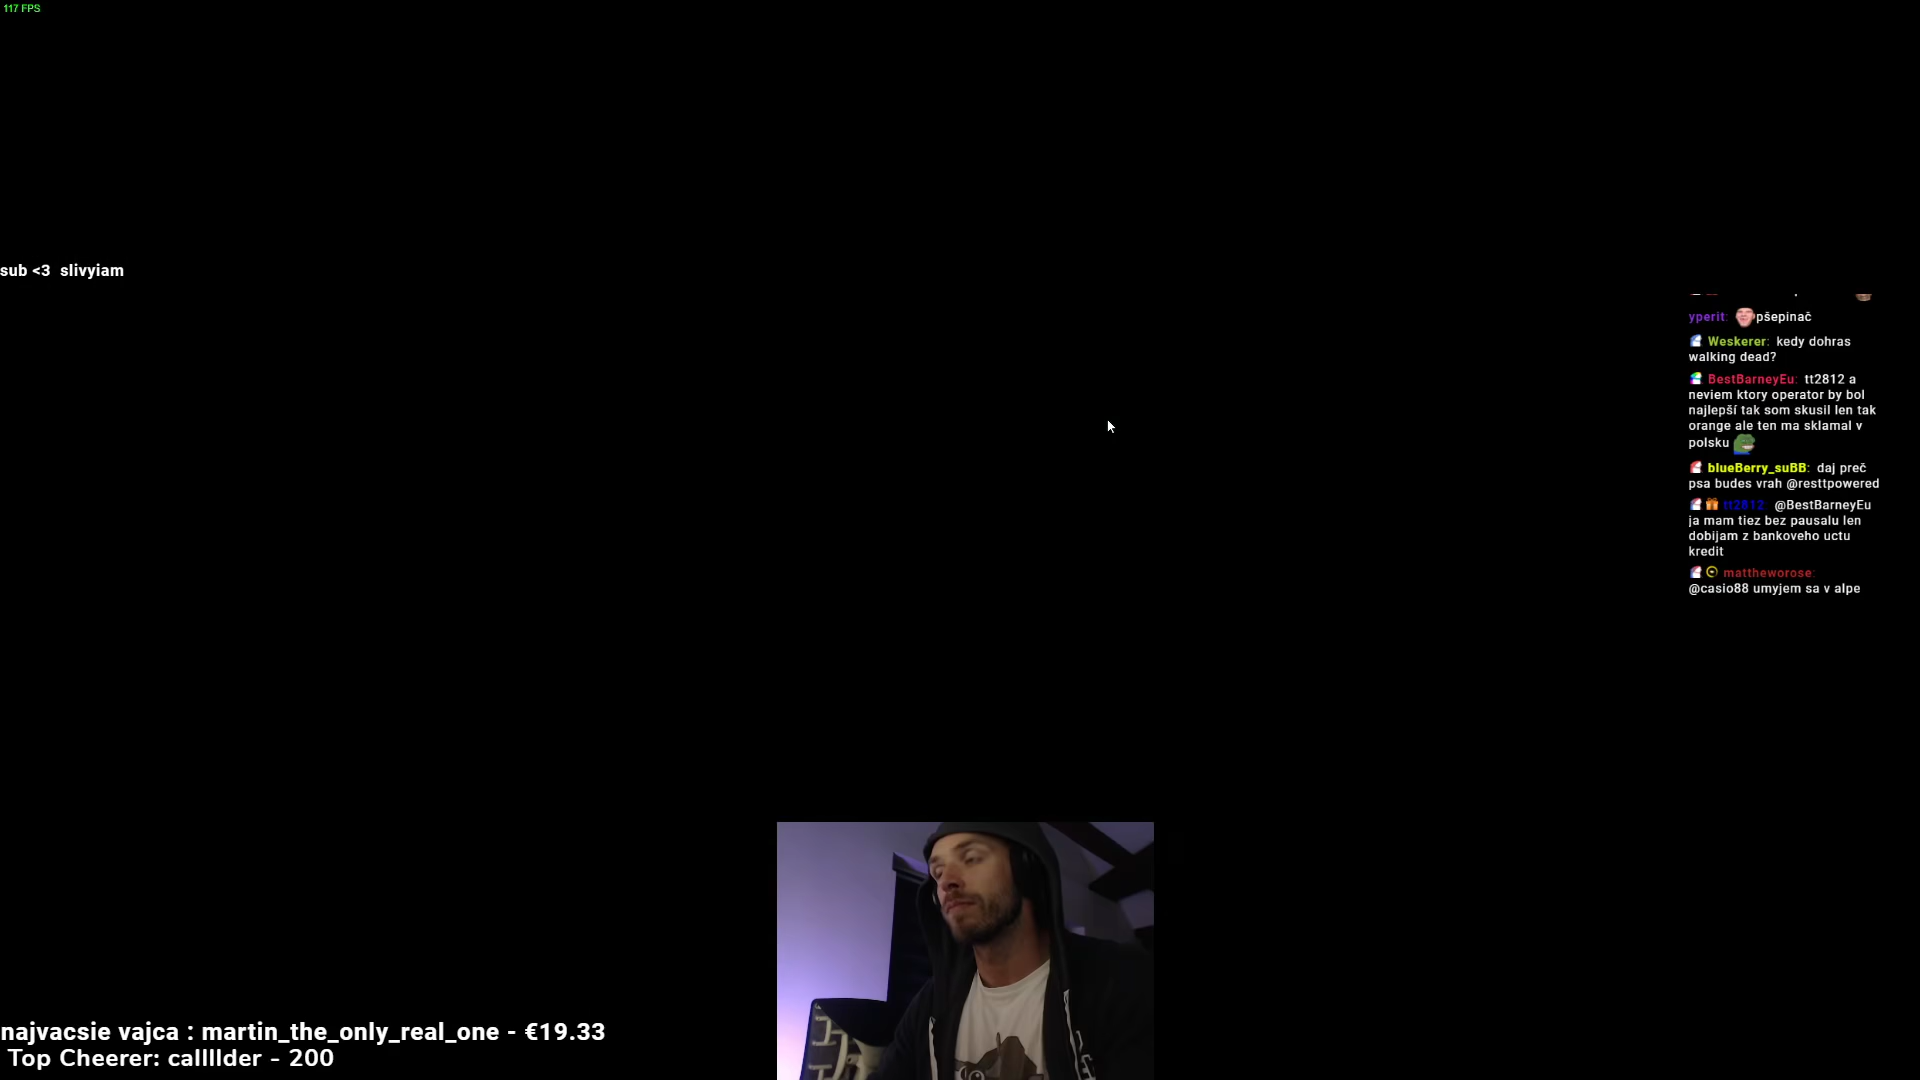 117 FPS
sub <3 slivyiam
yperit: pšepínač
Weskerer: kedy dohras
walking dead?
BestBarneyEu: tt2812 a
neviem ktory operator by bol
najlepší tak som skusil len tak
orange ale ten ma sklamal v
polsku
blueBerry_suBB: daj preč
psa budes vrah @resttpowered
tt2812: @BestBarneyEu
ja mam tiez bez pausalu len
dobijam z bankoveho uctu
kredit
mattheworose:
@casio88 umyjem sa v alpe
najvacsie vajca : martin_the_only_real_one - €19.33
Top Cheerer: callllder - 200